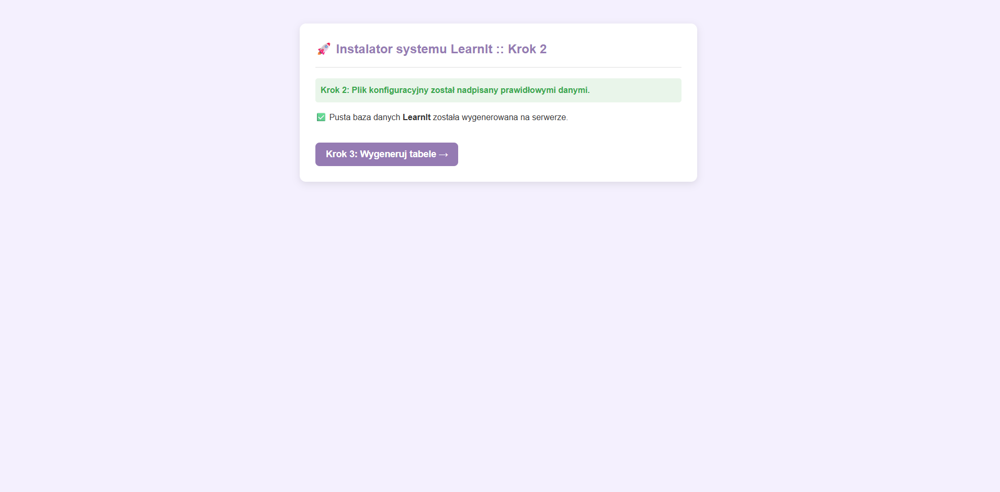 🚀 Instalator systemu LearnIt :: Krok 2
Krok 2: Plik konfiguracyjny został nadpisany prawidłowymi danymi.
✅ Pusta baza danych LearnIt została wygenerowana na serwerze.
Krok 3: Wygeneruj tabele →